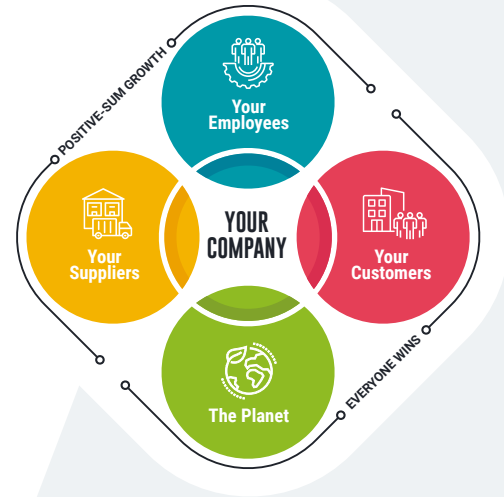 POSITIVE-SUM GROWTH
Your
Employees
Your
Suppliers
YOUR
COMPANY
Your
Customers
The Planet
EVERYONE WINS